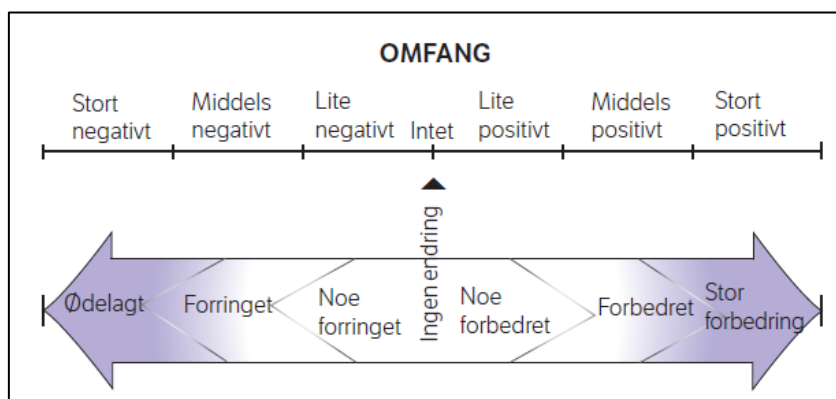 OMFANG
Stort
negativt
Middels
negativt
Lite
negativt
Intet
Lite
positivt
Middels
positivt
Stort
positivt
Ingen endring
Ødelagt
Forringet
Noe
forringet
Noe
forbedret
Forbedret
Stor
forbedring